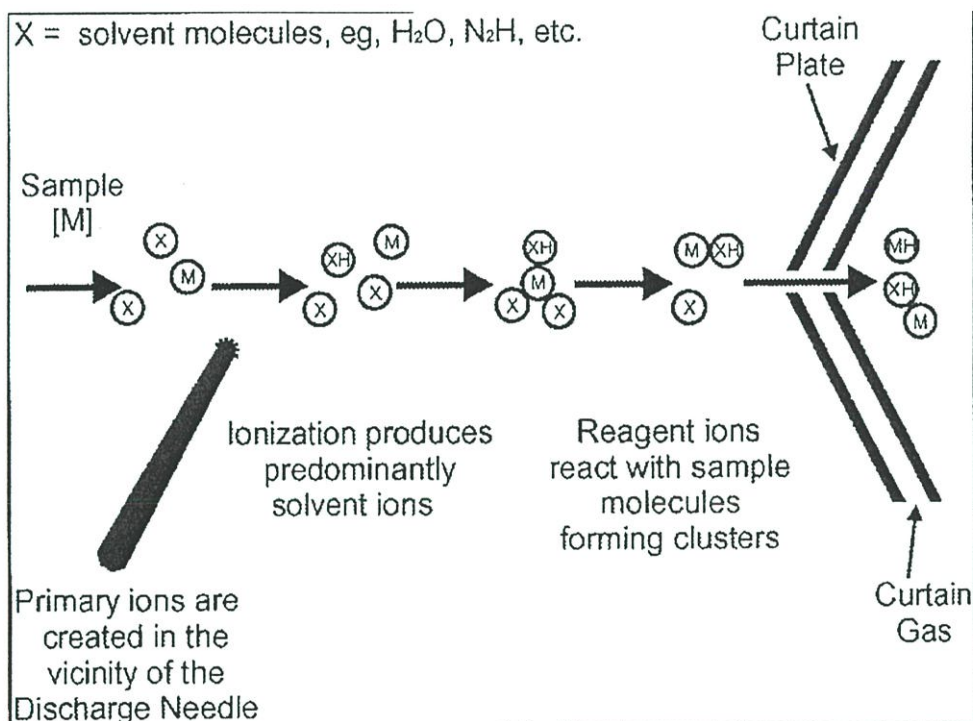 X = solvent molecules, eg, H₂O, N₂H, etc.
Curtain
Plate
Sample
[M]
X
M
X
XH
M
X
X
XH
M
X
X
M
XH
X
MH
XH
M
Ionization produces
predominantly
solvent ions
Reagent ions
react with sample
molecules
forming clusters
Primary ions are
created in the
vicinity of the
Discharge Needle
Curtain
Gas